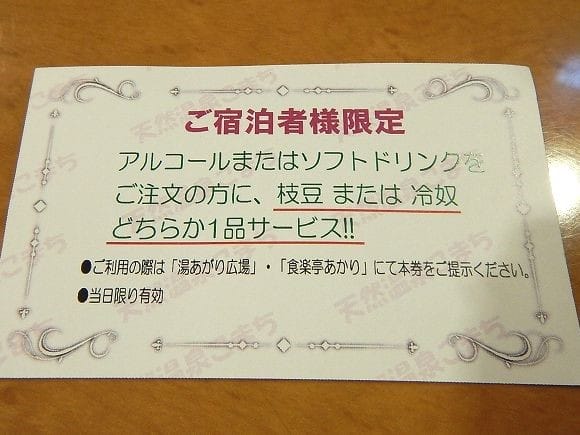 ご宿泊者様限定
アルコールまたはソフトドリンクを
ご注文の方に、枝豆 または 冷奴
どちらか1品サービス!!
●ご利用の際は「湯あがり広場」・「食楽亭あかり」にて本券をご提示ください。
●当日限り有効
天然温泉こまち